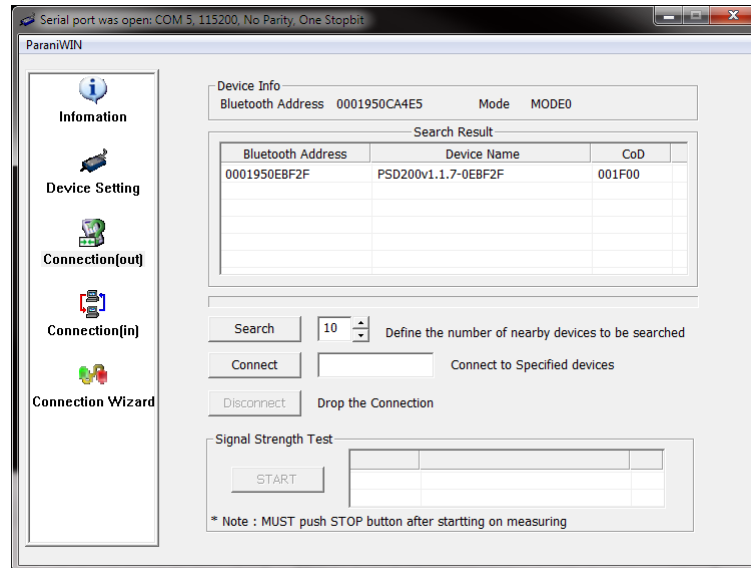 Serial port was open: COM 5, 115200, No Parity, One Stopbit
ParaniWIN
Infomation
Device Setting
Connection(out)
Connection(in)
Connection Wizard
Device Info
Bluetooth Address 0001950CA4E5 Mode MODE0
Search Result
Bluetooth Address Device Name CoD
0001950EBF2F PSD200v1.1.7-0EBF2F 001F00
Search 10 Define the number of nearby devices to be searched
Connect Connect to Specified devices
Disconnect Drop the Connection
Signal Strength Test
START
* Note : MUST push STOP button after startting on measuring